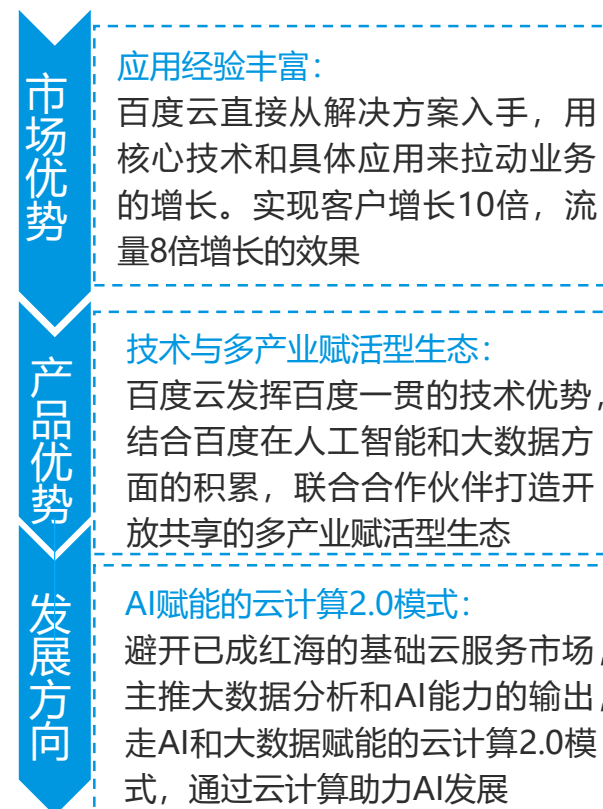 市场优势
应用经验丰富：
百度云直接从解决方案入手，用
核心技术和具体应用来拉动业务
的增长。实现客户增长10倍，流
量8倍增长的效果
产品优势
技术与多产业赋活型生态：
百度云发挥百度一贯的技术优势，
结合百度在人工智能和大数据方
面的积累，联合合作伙伴打造开
放共享的多产业赋活型生态
发展方向
AI赋能的云计算2.0模式：
避开已成红海的基础云服务市场，
主推大数据分析和AI能力的输出，
走AI和大数据赋能的云计算2.0模
式，通过云计算助力AI发展